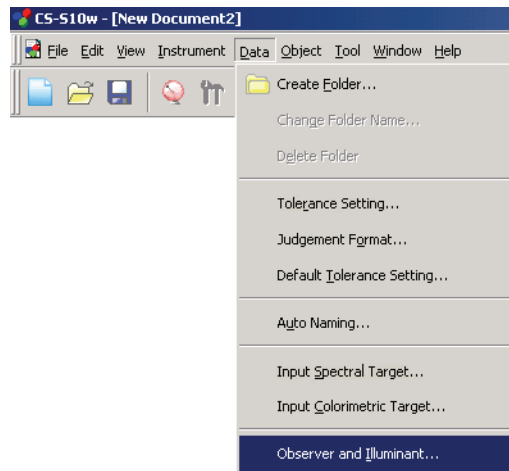 CS-S10w - [New Document2]
File Edit View Instrument Data Object Tool Window Help
Create Folder...
Change Folder Name...
Delete Folder
Tolerance Setting...
Judgement Format...
Default Tolerance Setting...
Auto Naming...
Input Spectral Target...
Input Colorimetric Target...
Observer and Illuminant...